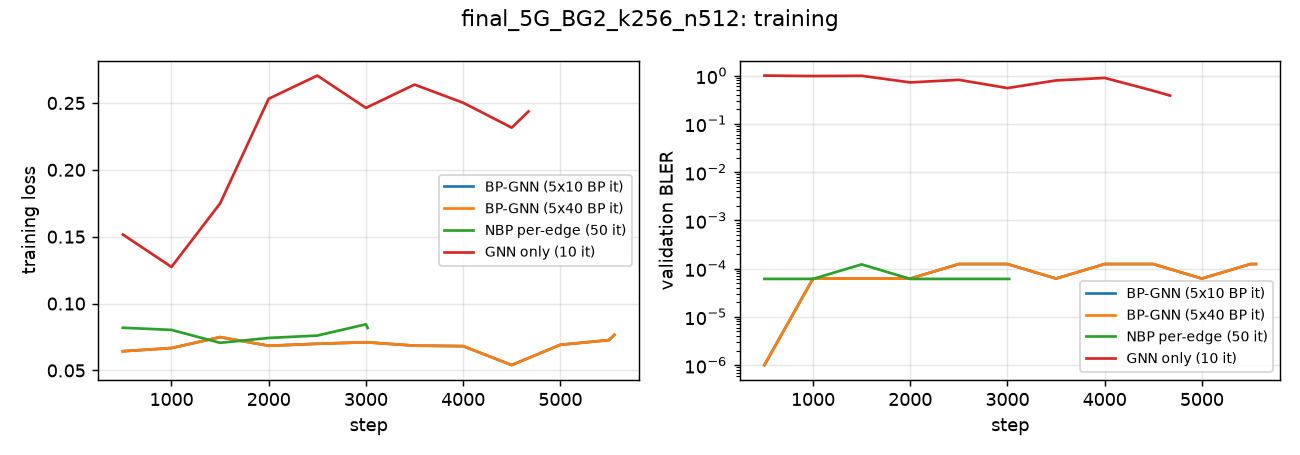 final_5G_BG2_k256_n512: training
training loss
0.25
0.20
0.15
0.10
0.05
1000
2000
3000
4000
5000
step
BP-GNN (5x10 BP it)
BP-GNN (5x40 BP it)
NBP per-edge (50 it)
GNN only (10 it)
validation BLER
10⁰
10⁻¹
10⁻²
10⁻³
10⁻⁴
10⁻⁵
10⁻⁶
1000
2000
3000
4000
5000
step
BP-GNN (5x10 BP it)
BP-GNN (5x40 BP it)
NBP per-edge (50 it)
GNN only (10 it)